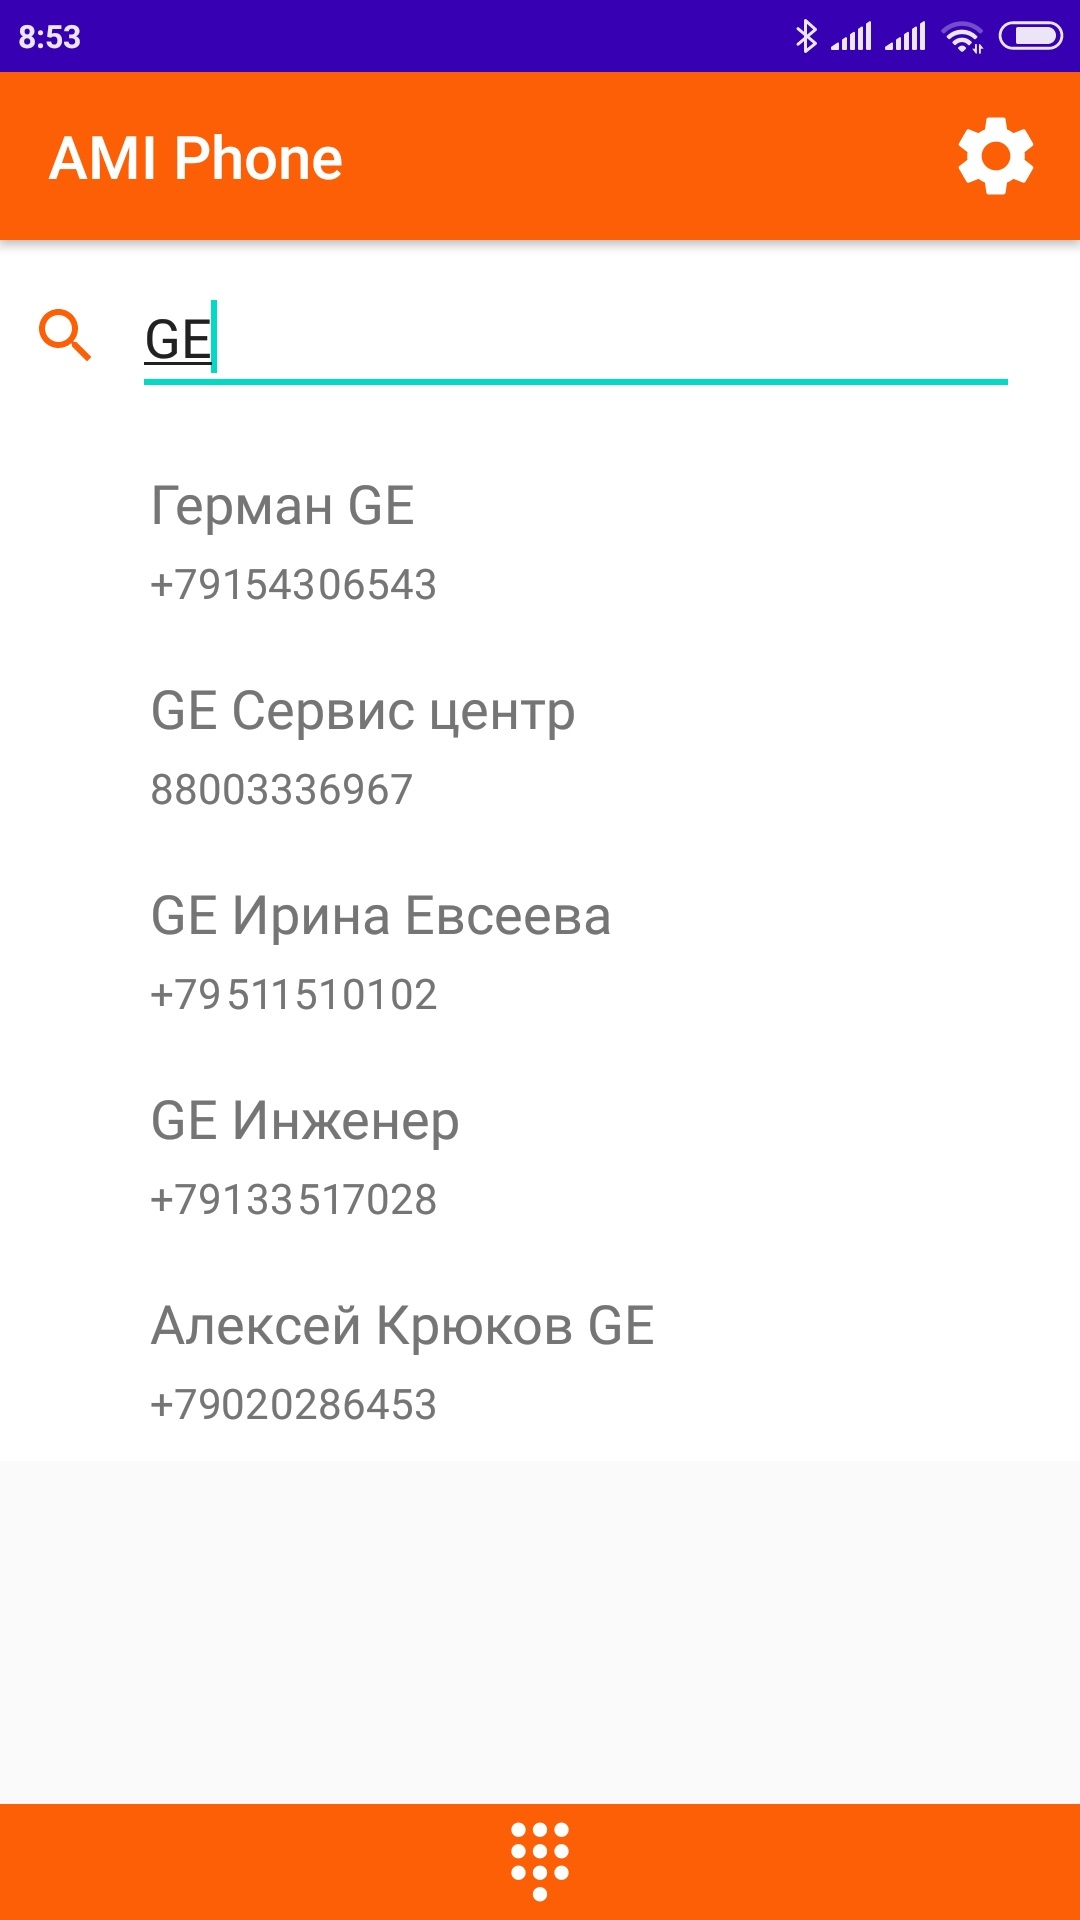 8:53
AMI Phone
GE
Герман GE
+79154306543
GE Сервис центр
88003336967
GE Ирина Евсеева
+79511510102
GE Инженер
+79133517028
Алексей Крюков GE
+79020286453